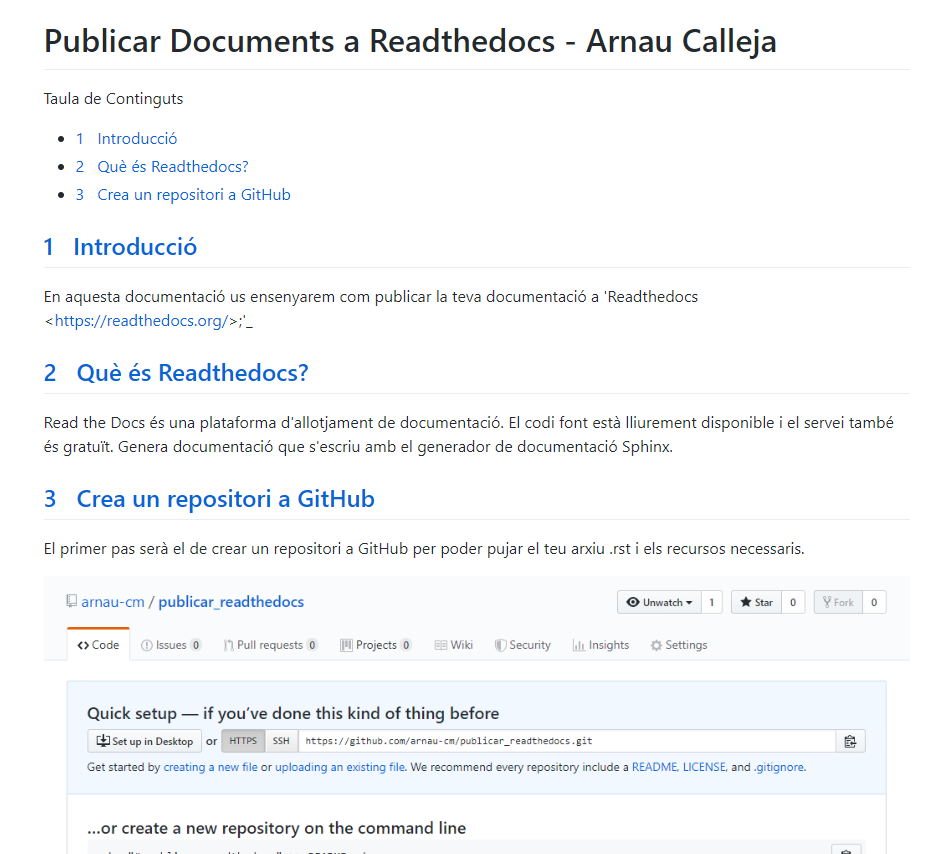 Publicar Documents a Readthedocs - Arnau Calleja
Taula de Continguts
1 Introducció
2 Què és Readthedocs?
3 Crea un repositori a GitHub
1 Introducció
En aquesta documentació us ensenyarem com publicar la teva documentació a 'Readthedocs
<https://readthedocs.org/>;'_
2 Què és Readthedocs?
Read the Docs és una plataforma d'allotjament de documentació. El codi font està lliurement disponible i el servei també
és gratuït. Genera documentació que s'escriu amb el generador de documentació Sphinx.
3 Crea un repositori a GitHub
El primer pas serà el de crear un repositori a GitHub per poder pujar el teu arxiu .rst i els recursos necessaris.
arnau-cm / publicar_readthedocs Unwatch 1 Star 0 Fork 0
Code Issues 0 Pull requests 0 Projects 0 Wiki Security Insights Settings
Quick setup — if you've done this kind of thing before
Set up in Desktop or HTTPS SSH https://github.com/arnau-cm/publicar_readthedocs.git
Get started by creating a new file or uploading an existing file. We recommend every repository include a README, LICENSE, and .gitignore.
…or create a new repository on the command line